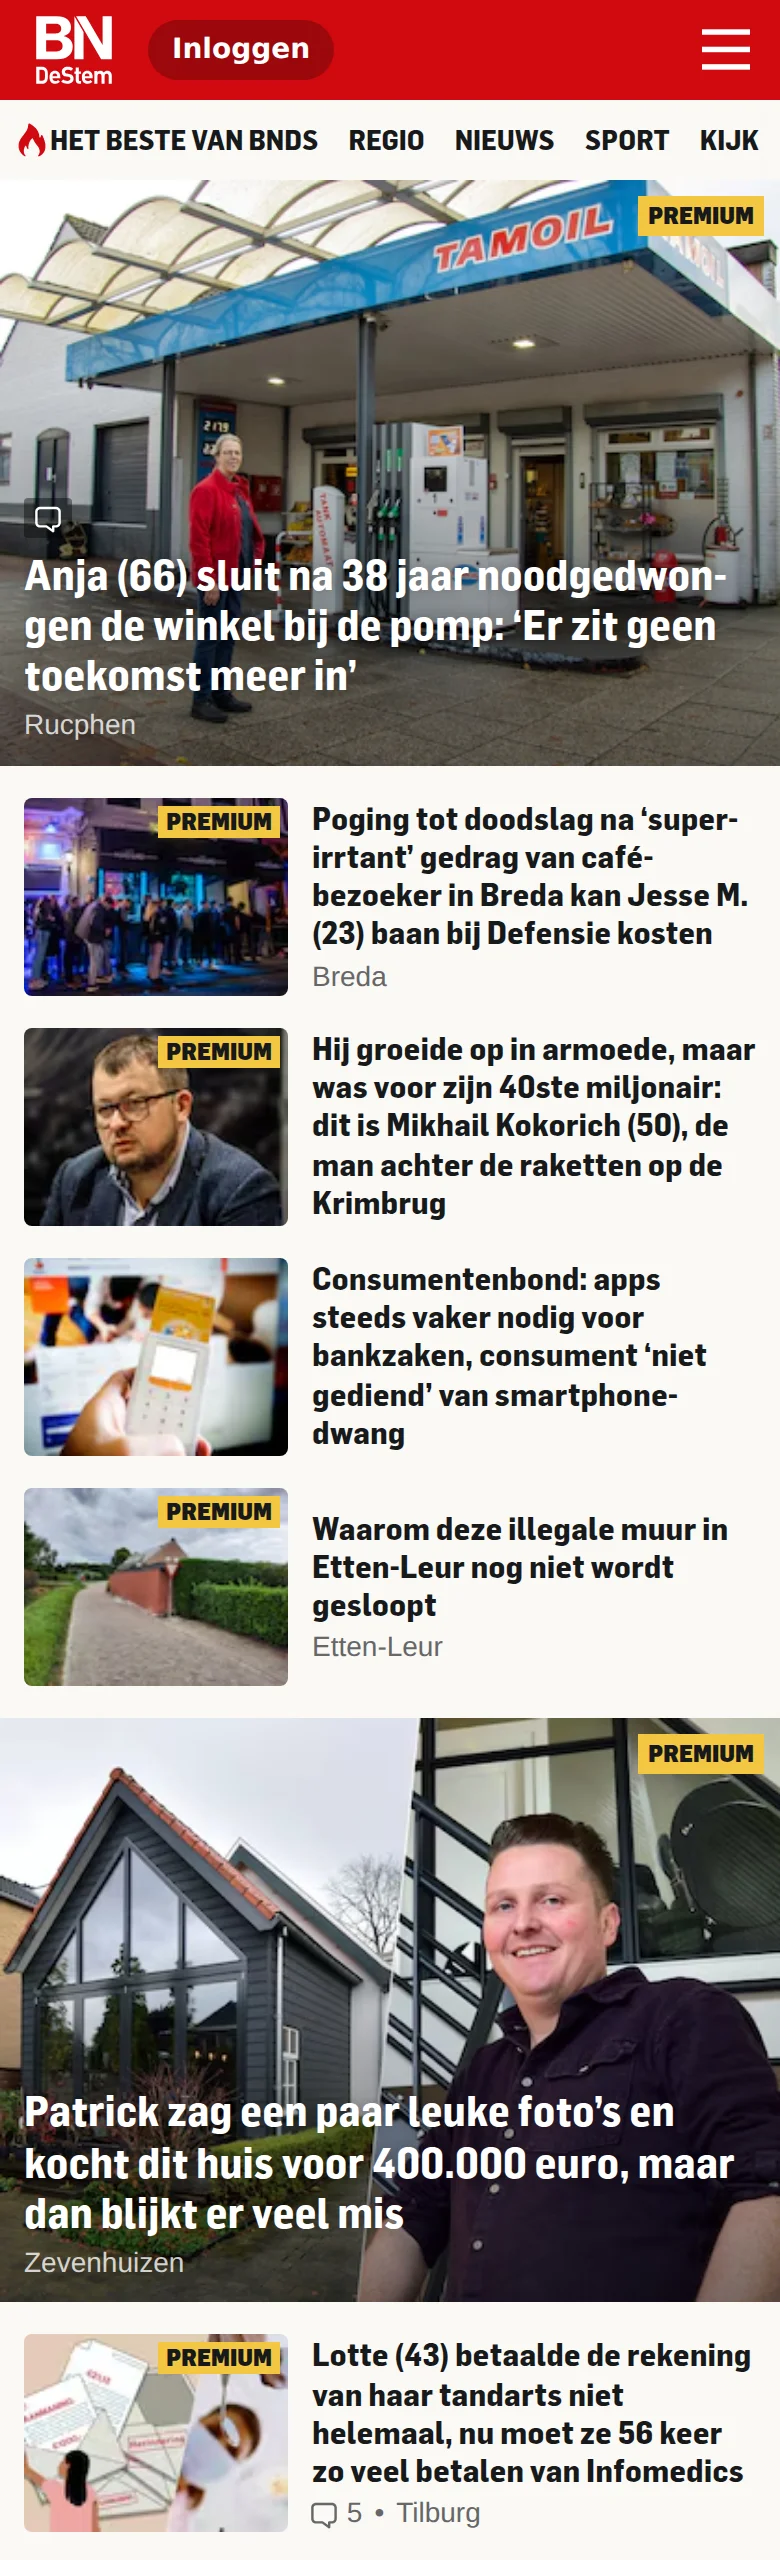 BN
DeStem
Inloggen
HET BESTE VAN BNDS
REGIO
NIEUWS
SPORT
KIJK
PREMIUM
TAMOIL
TANK
AUTOMAAT
Anja (66) sluit na 38 jaar noodgedwon-
gen de winkel bij de pomp: ‘Er zit geen
toekomst meer in’
Rucphen
PREMIUM
Poging tot doodslag na ‘super-
irrtant’ gedrag van café-
bezoeker in Breda kan Jesse M.
(23) baan bij Defensie kosten
Breda
PREMIUM
Hij groeide op in armoede, maar
was voor zijn 40ste miljonair:
dit is Mikhail Kokorich (50), de
man achter de raketten op de
Krimbrug
Consumentenbond: apps
steeds vaker nodig voor
bankzaken, consument ‘niet
gediend’ van smartphone-
dwang
PREMIUM
Waarom deze illegale muur in
Etten-Leur nog niet wordt
gesloopt
Etten-Leur
PREMIUM
Patrick zag een paar leuke foto’s en
kocht dit huis voor 400.000 euro, maar
dan blijkt er veel mis
Zevenhuizen
PREMIUM
Lotte (43) betaalde de rekening
van haar tandarts niet
helemaal, nu moet ze 56 keer
zo veel betalen van Infomedics
5 • Tilburg